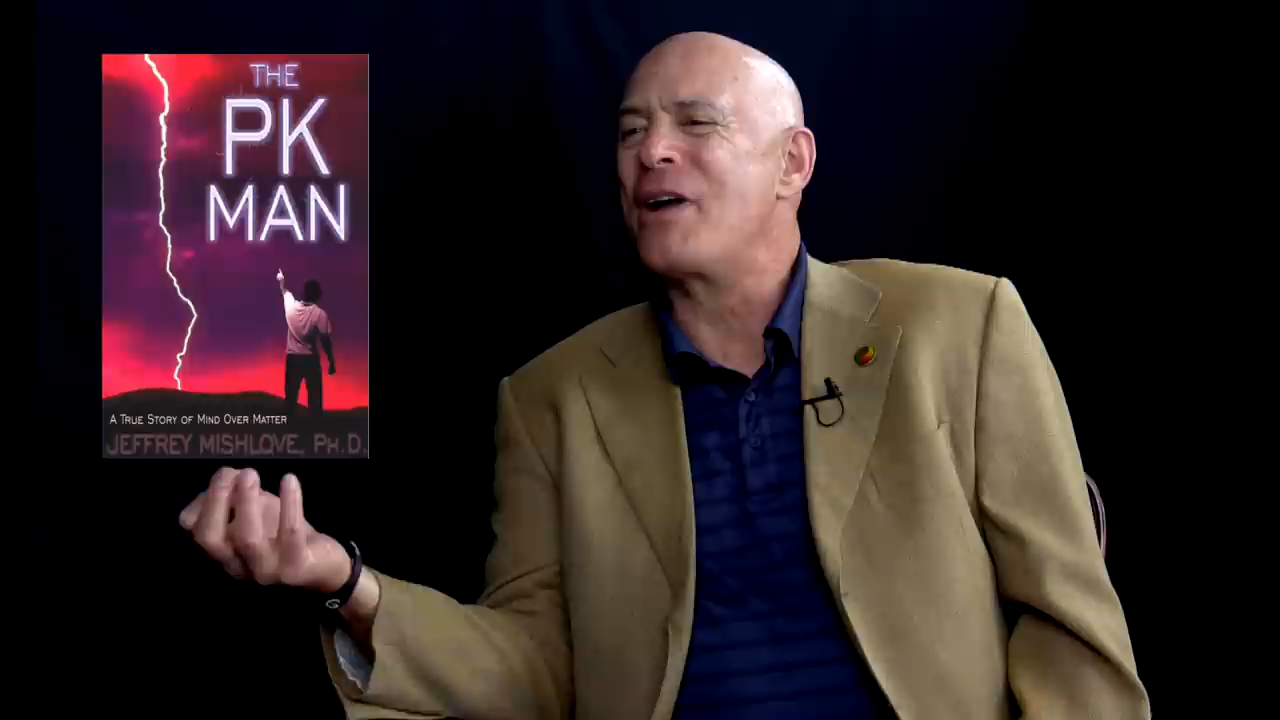 THE
PK
MAN
A TRUE STORY OF MIND OVER MATTER
JEFFREY MISHLOVE, PH.D.